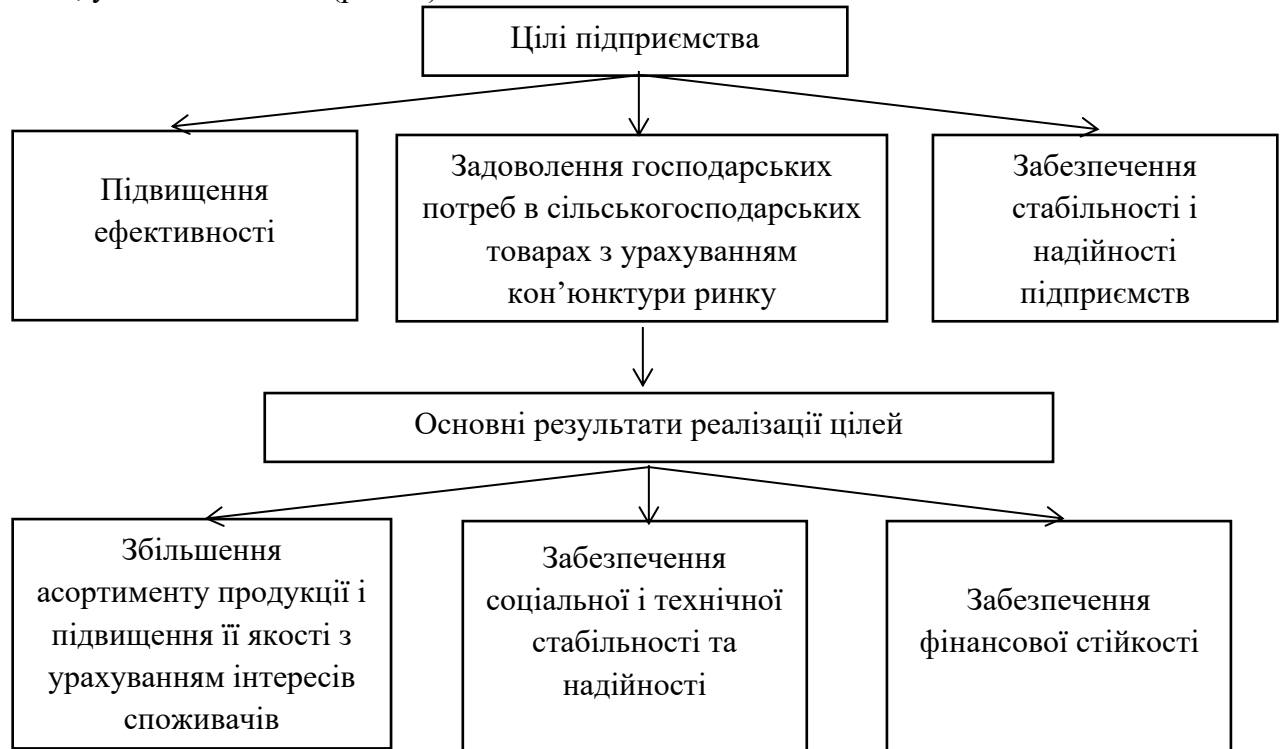 Цілі підприємства
Підвищення
ефективності
Задоволення господарських
потреб в сільськогосподарських
товарах з урахуванням
кон’юнктури ринку
Забезпечення
стабільності і
надійності
підприємств
Основні результати реалізації цілей
Збільшення
асортименту продукції і
підвищення її якості з
урахуванням інтересів
споживачів
Забезпечення
соціальної і технічної
стабільності та
надійності
Забезпечення
фінансової стійкості